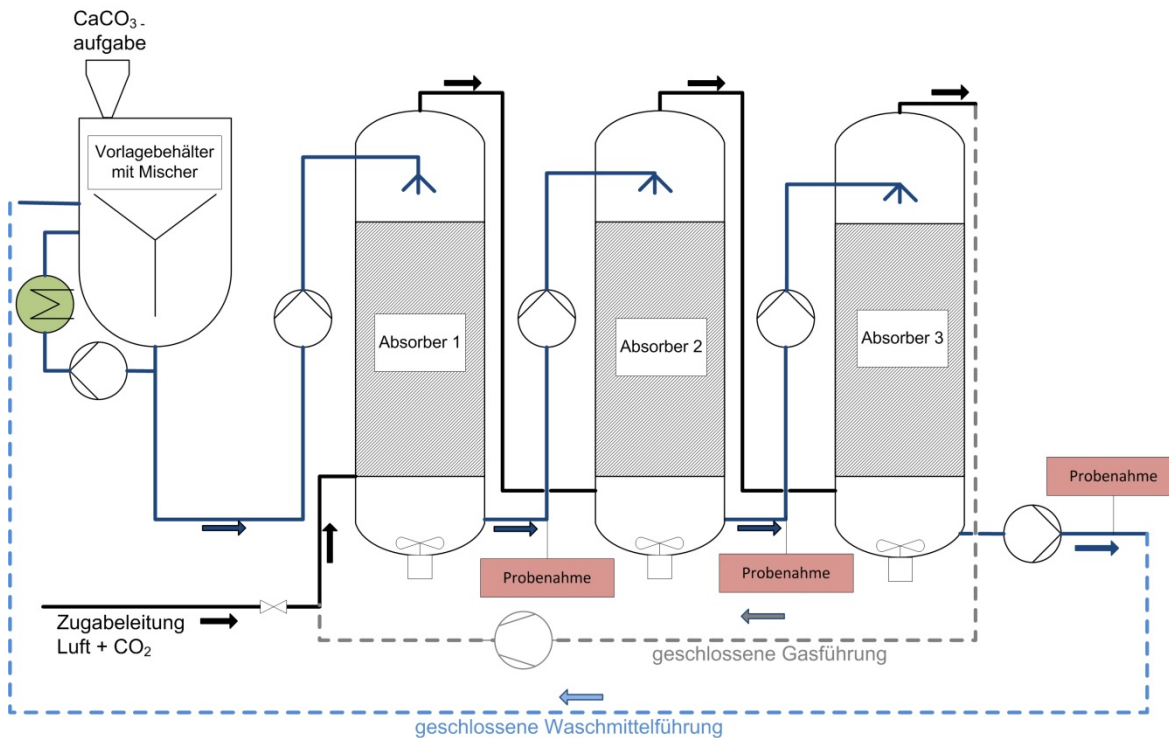 CaCO₃ -
aufgabe
Vorlagebehälter
mit Mischer
Absorber 1
Absorber 2
Absorber 3
Probenahme
Probenahme
Probenahme
Zugabeleitung
Luft + CO₂
geschlossene Gasführung
geschlossene Waschmittelführung